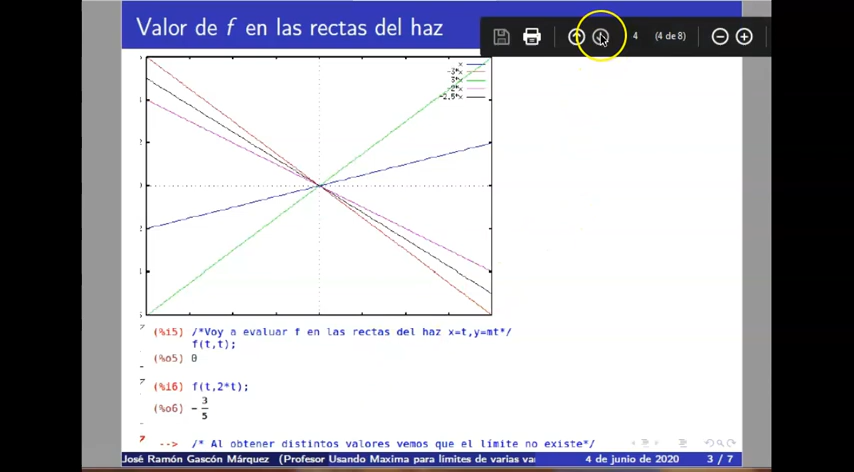 Valor de f en las rectas del haz
4 (4 de 8)
x
-3*x
3*x
-2*x
-2.5*x
(%i5) /*Voy a evaluar f en las rectas del haz x=t,y=mt*/
f(t,t);
(%o5) 0
(%i6) f(t,2*t);
(%o6) -3/5
--> /* Al obtener distintos valores vemos que el límite no existe*/
José Ramón Gascón Márquez (Profesor Usando Maxima para límites de varias var 4 de junio de 2020 3 / 7